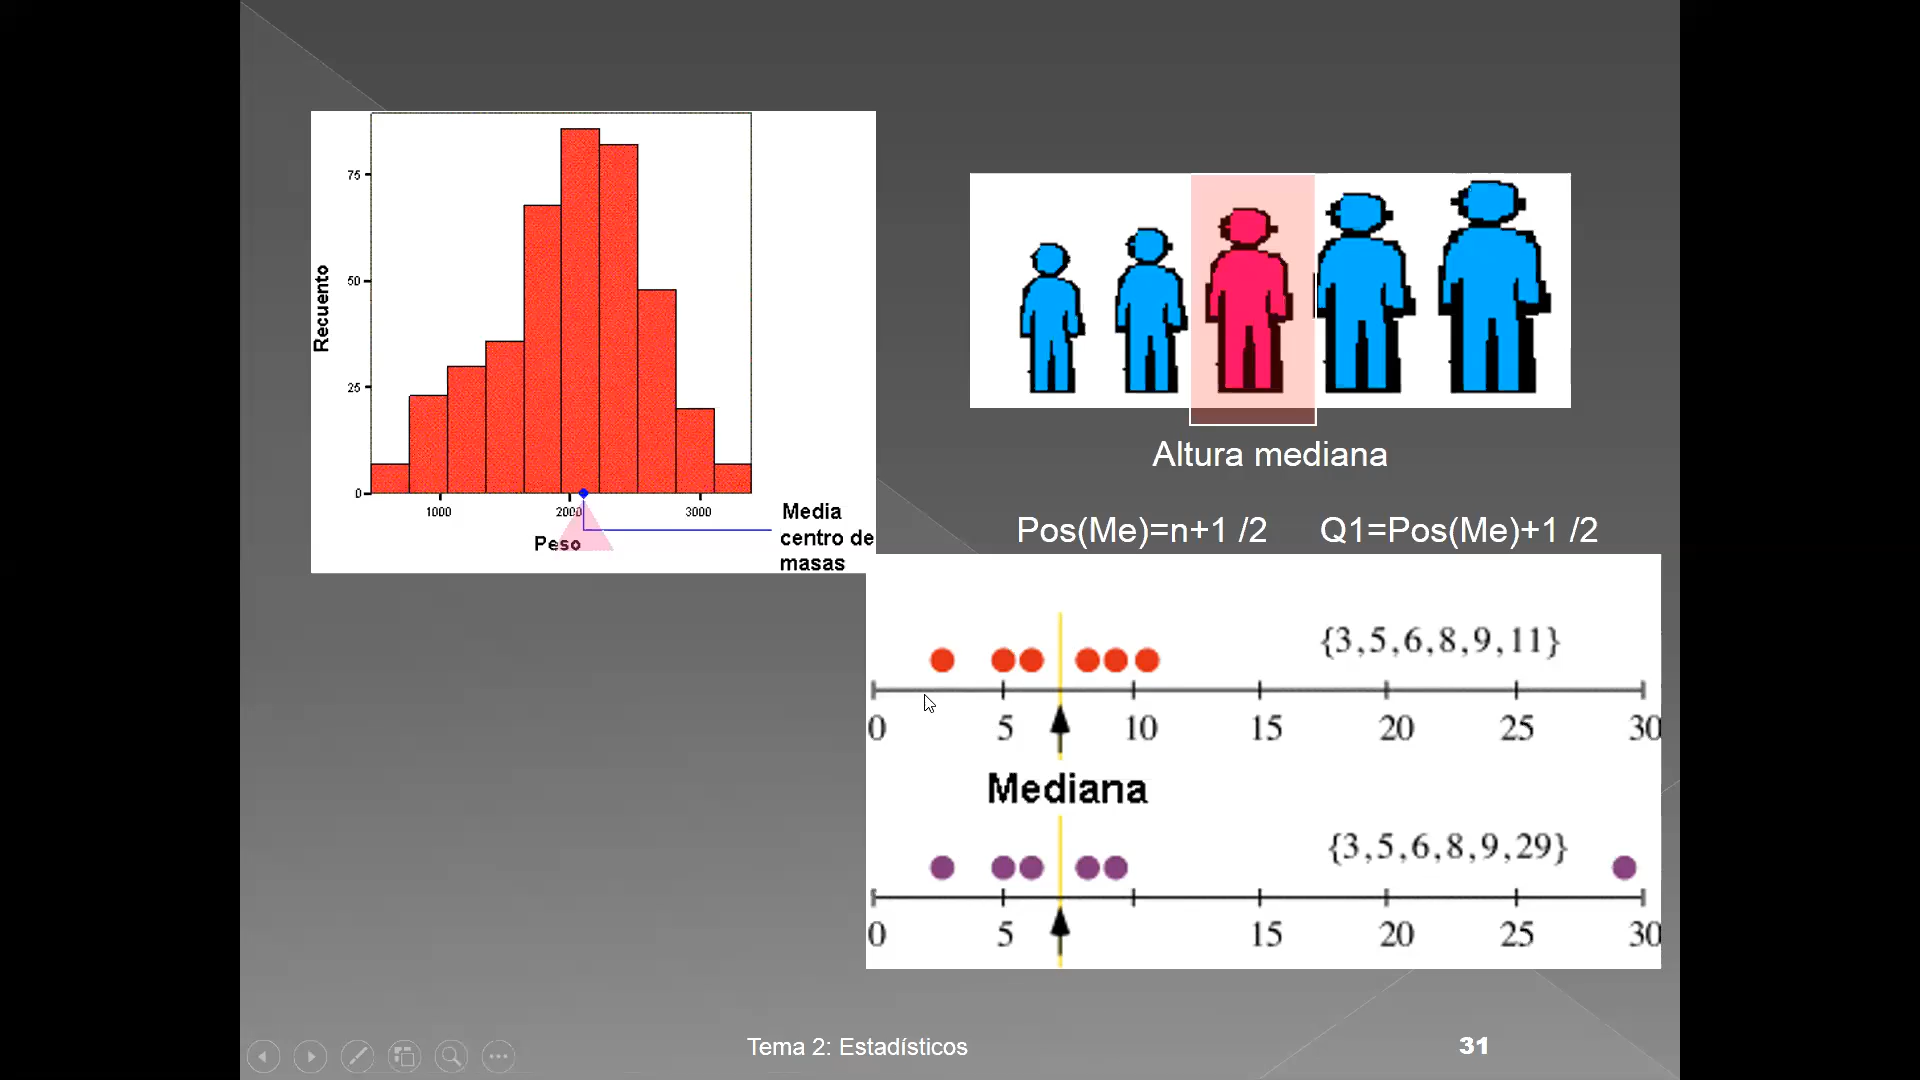 75
50
25
0
Recuento
1000
2000
3000
Peso
Media
centro de
masas
Altura mediana
Pos(Me)=n+1 /2
Q1=Pos(Me)+1 /2
{3,5,6,8,9,11}
0 5 10 15 20 25 30
Mediana
{3,5,6,8,9,29}
0 5 15 20 25 30
Tema 2: Estadísticos
31